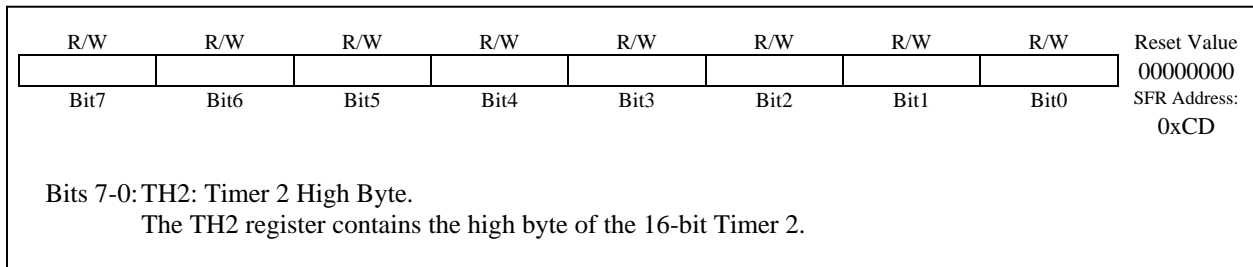 R/W R/W R/W R/W R/W R/W R/W R/W Reset Value
00000000
Bit7 Bit6 Bit5 Bit4 Bit3 Bit2 Bit1 Bit0 SFR Address:
0xCD
Bits 7-0: TH2: Timer 2 High Byte.
The TH2 register contains the high byte of the 16-bit Timer 2.